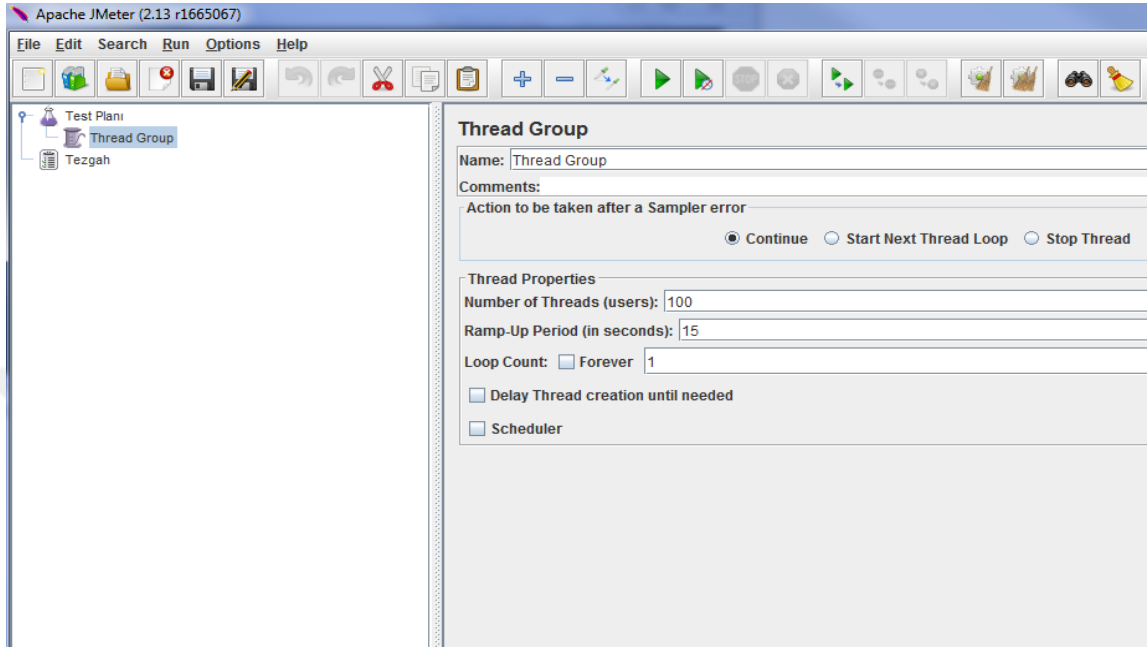 Apache JMeter (2.13 r1665067)
File Edit Search Run Options Help
STOP
Test Planı
Thread Group
Tezgah
Thread Group
Name: Thread Group
Comments:
Action to be taken after a Sampler error
Continue Start Next Thread Loop Stop Thread
Thread Properties
Number of Threads (users): 100
Ramp-Up Period (in seconds): 15
Loop Count: Forever 1
Delay Thread creation until needed
Scheduler